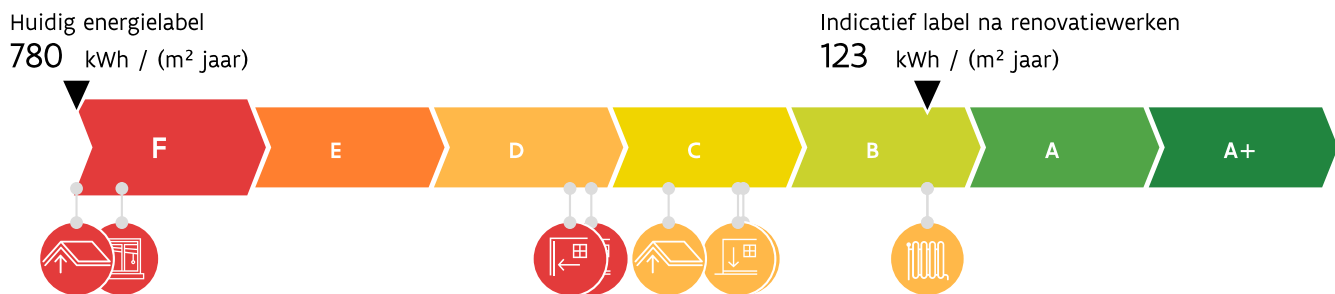 Huidig energielabel
780 kWh / (m² jaar)
Indicatief label na renovatiewerken
123 kWh / (m² jaar)
F E D C B A A+